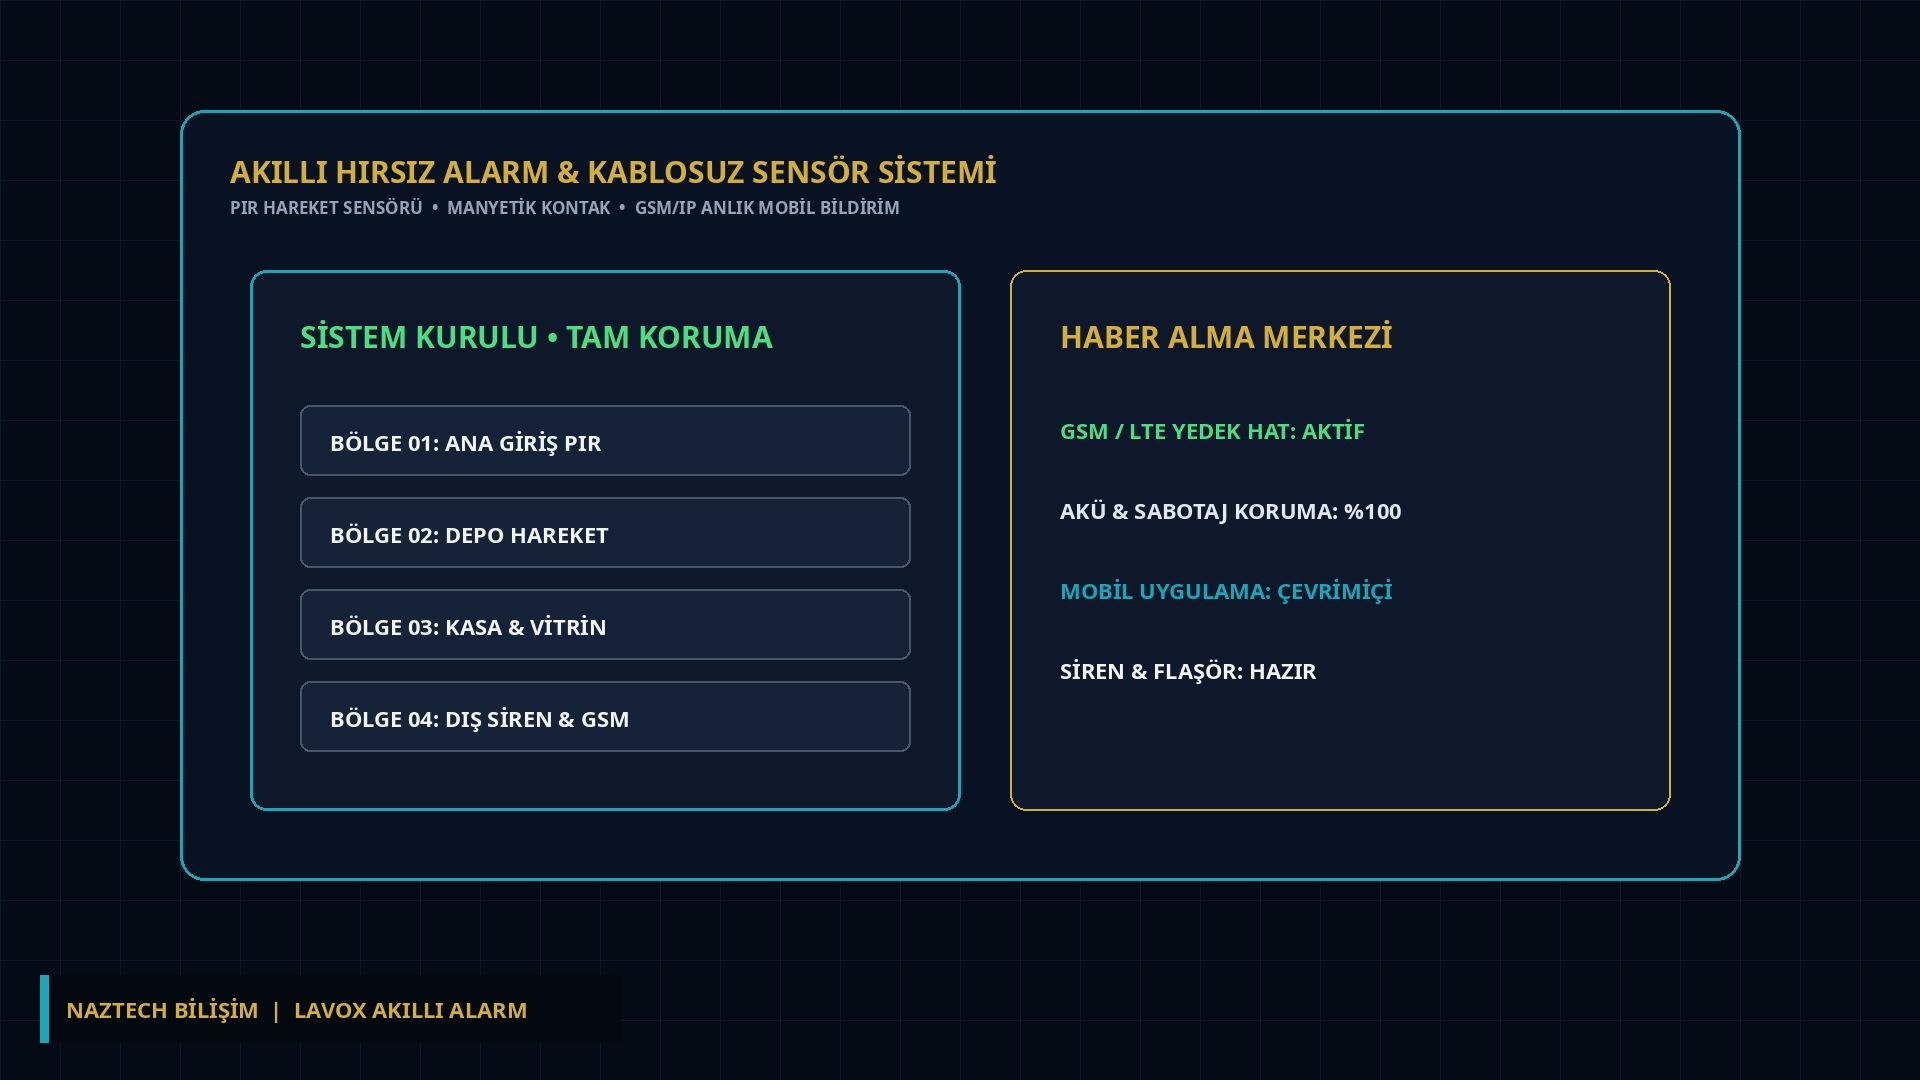 AKILLI HIRSIZ ALARM & KABLOSUZ SENSÖR SİSTEMİ
PIR HAREKET SENSÖRÜ • MANYETİK KONTAK • GSM/IP ANLIK MOBİL BİLDİRİM
SİSTEM KURULU • TAM KORUMA
BÖLGE 01: ANA GİRİŞ PIR
BÖLGE 02: DEPO HAREKET
BÖLGE 03: KASA & VİTRİN
BÖLGE 04: DIŞ SİREN & GSM
HABER ALMA MERKEZİ
GSM / LTE YEDEK HAT: AKTİF
AKÜ & SABOTAJ KORUMA: %100
MOBİL UYGULAMA: ÇEVRİMİÇİ
SİREN & FLAŞÖR: HAZIR
NAZTECH BİLİŞİM | LAVOX AKILLI ALARM